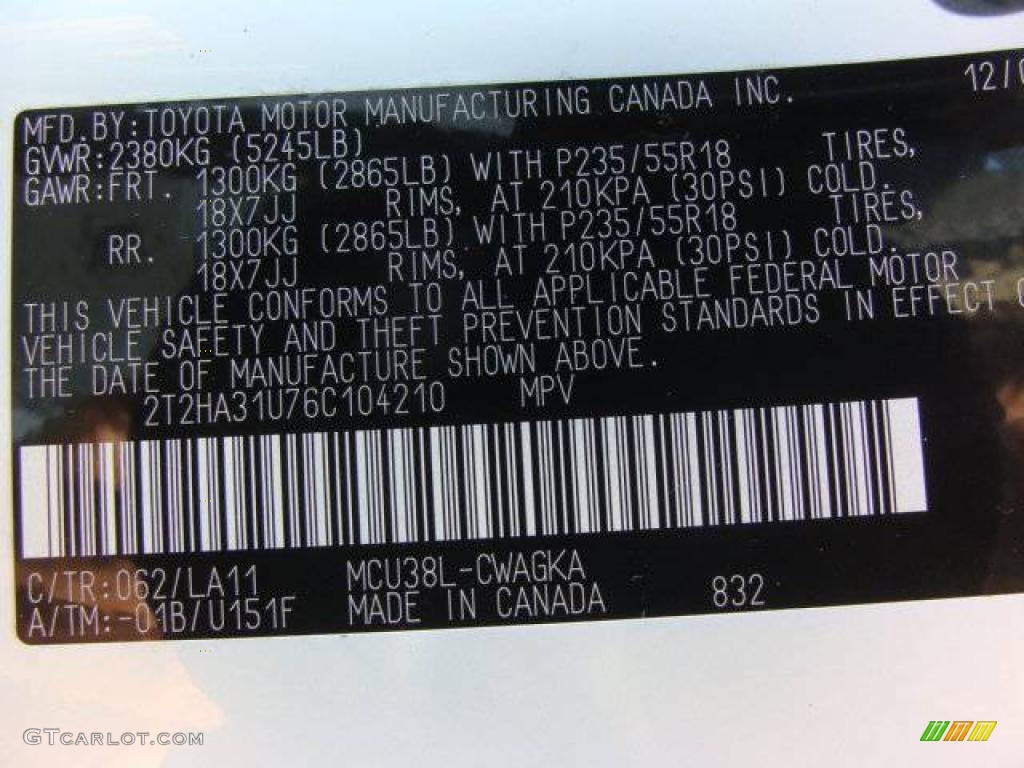 MFD.BY:TOYOTA MOTOR MANUFACTURING CANADA INC. 12/
GVWR:2380KG (5245LB)
GAWR:FRT. 1300KG (2865LB) WITH P235/55R18 TIRES,
18X7JJ RIMS, AT 210KPA (30PSI) COLD.
RR. 1300KG (2865LB) WITH P235/55R18 TIRES,
18X7JJ RIMS, AT 210KPA (30PSI) COLD.
THIS VEHICLE CONFORMS TO ALL APPLICABLE FEDERAL MOTOR
VEHICLE SAFETY AND THEFT PREVENTION STANDARDS IN EFFECT
THE DATE OF MANUFACTURE SHOWN ABOVE.
2T2HA31U76C104210 MPV
C/TR:062/LA11 MCU38L-CWAGKA
A/TM:-01B/U151F MADE IN CANADA 832
GTCARLOT.COM